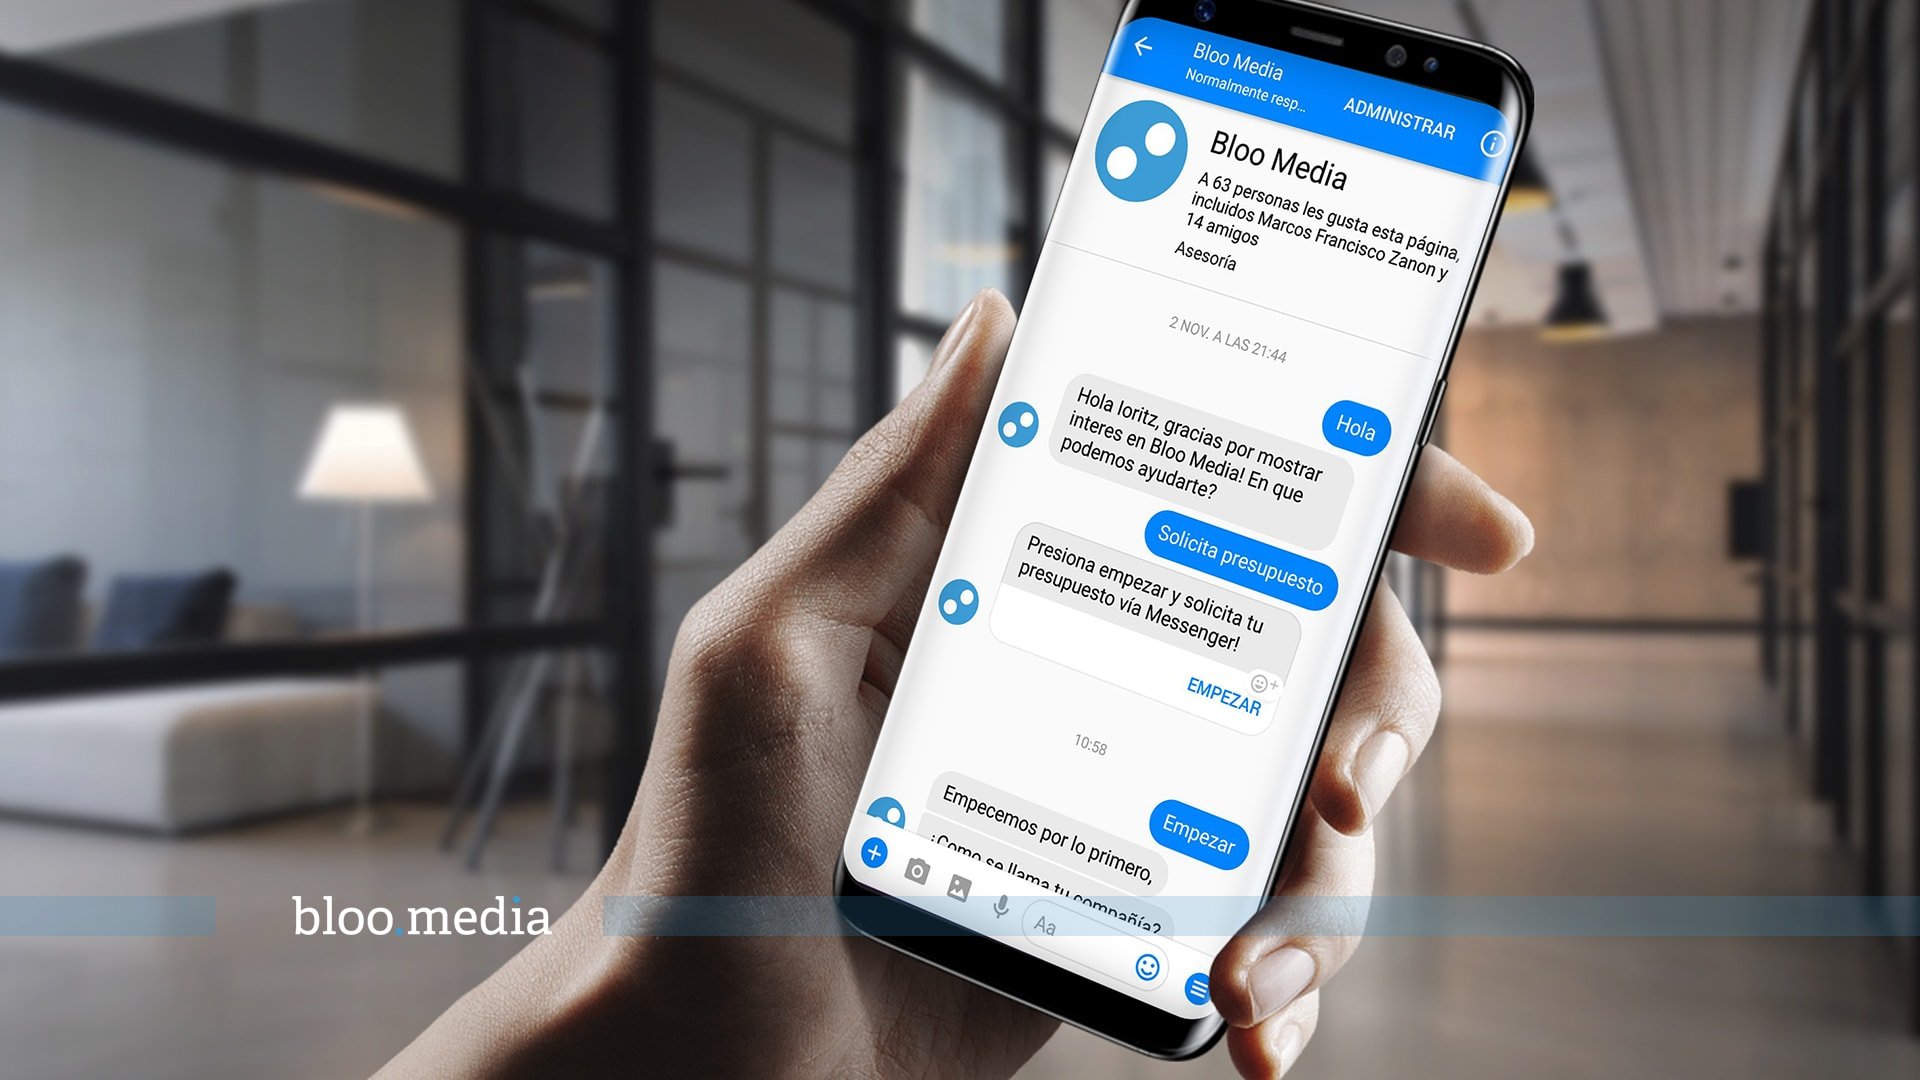 Bloo Media
Normalmente resp...
ADMINISTRAR
Bloo Media
A 63 personas les gusta esta página,
incluidos Marcos Francisco Zanon y
14 amigos
Asesoría
2 NOV. A LAS 21:44
Hola
Hola Ioritz, gracias por mostrar
interes en Bloo Media! En que
podemos ayudarte?
Solicita presupuesto
Presiona empezar y solicita tu
presupuesto vía Messenger!
EMPEZAR
10:58
Empezar
Empecemos por lo primero,
¿Como se llama tu compañía?
Aa
bloo.media